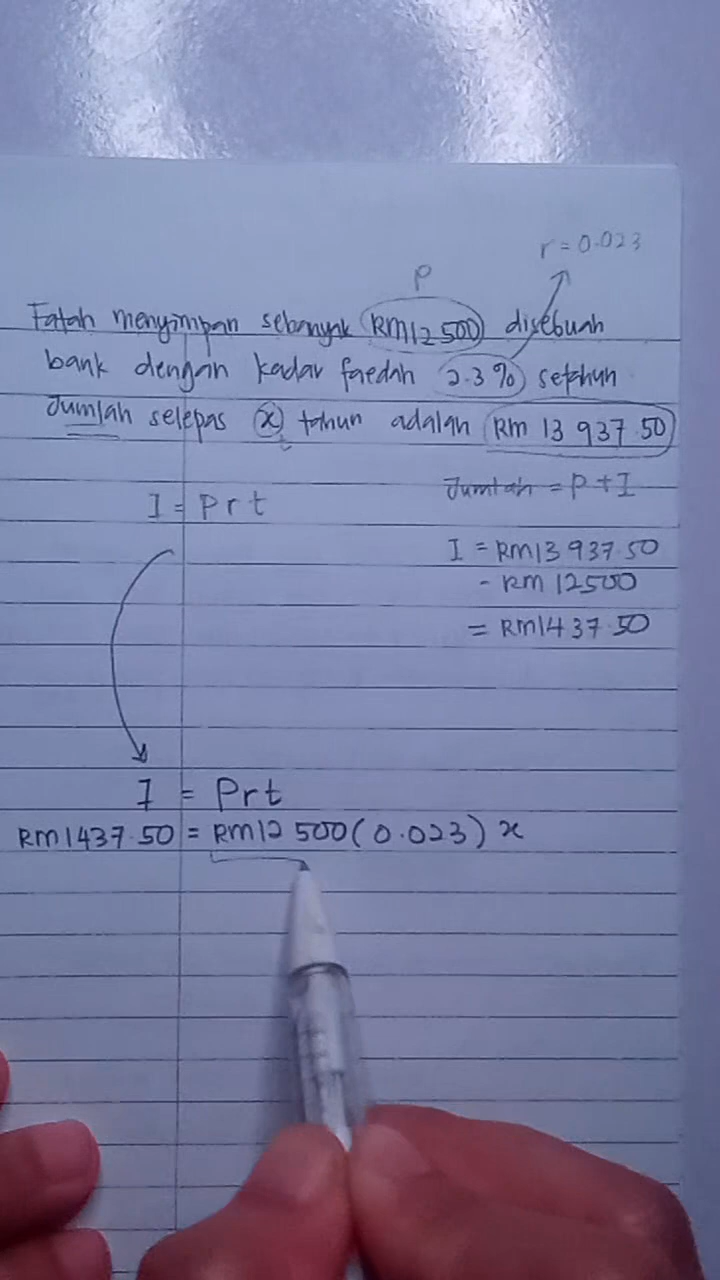 r = 0.023
P
Fatah menyimpan sebanyak RM12 500 disebuah
bank dengan kadar faedah 2.3% setahun
Jumlah selepas x tahun adalah RM 13 937.50
t
Jumlah = P + I
I = Prt
I = RM13 937.50
- RM 12500
= RM1437.50
I = Prt
RM1437.50 = RM12 500(0.023) x